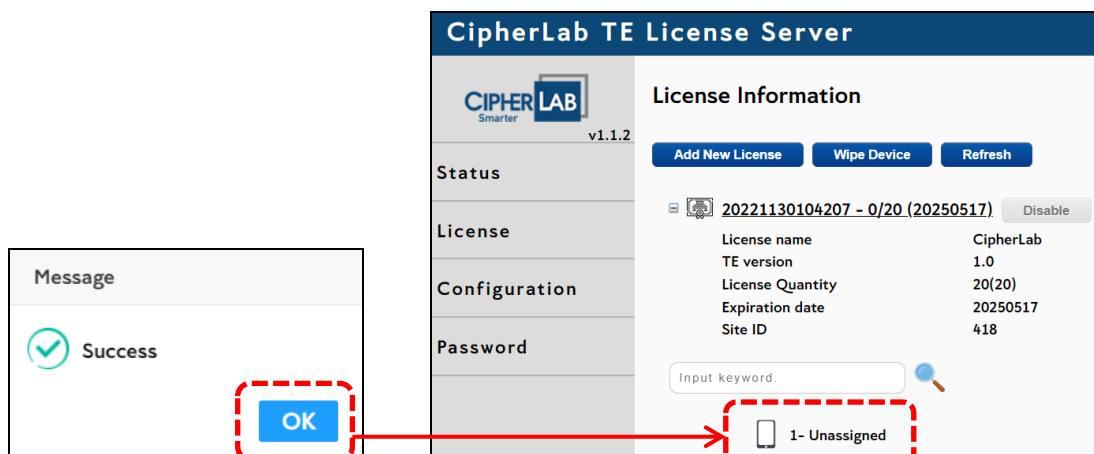 Message
Success
OK
CipherLab TE License Server
CIPHERLAB
Smarter
v1.1.2
Status
License
Configuration
Password
License Information
Add New License
Wipe Device
Refresh
20221130104207 - 0/20 (20250517)
Disable
License name CipherLab
TE version 1.0
License Quantity 20(20)
Expiration date 20250517
Site ID 418
Input keyword.
1- Unassigned